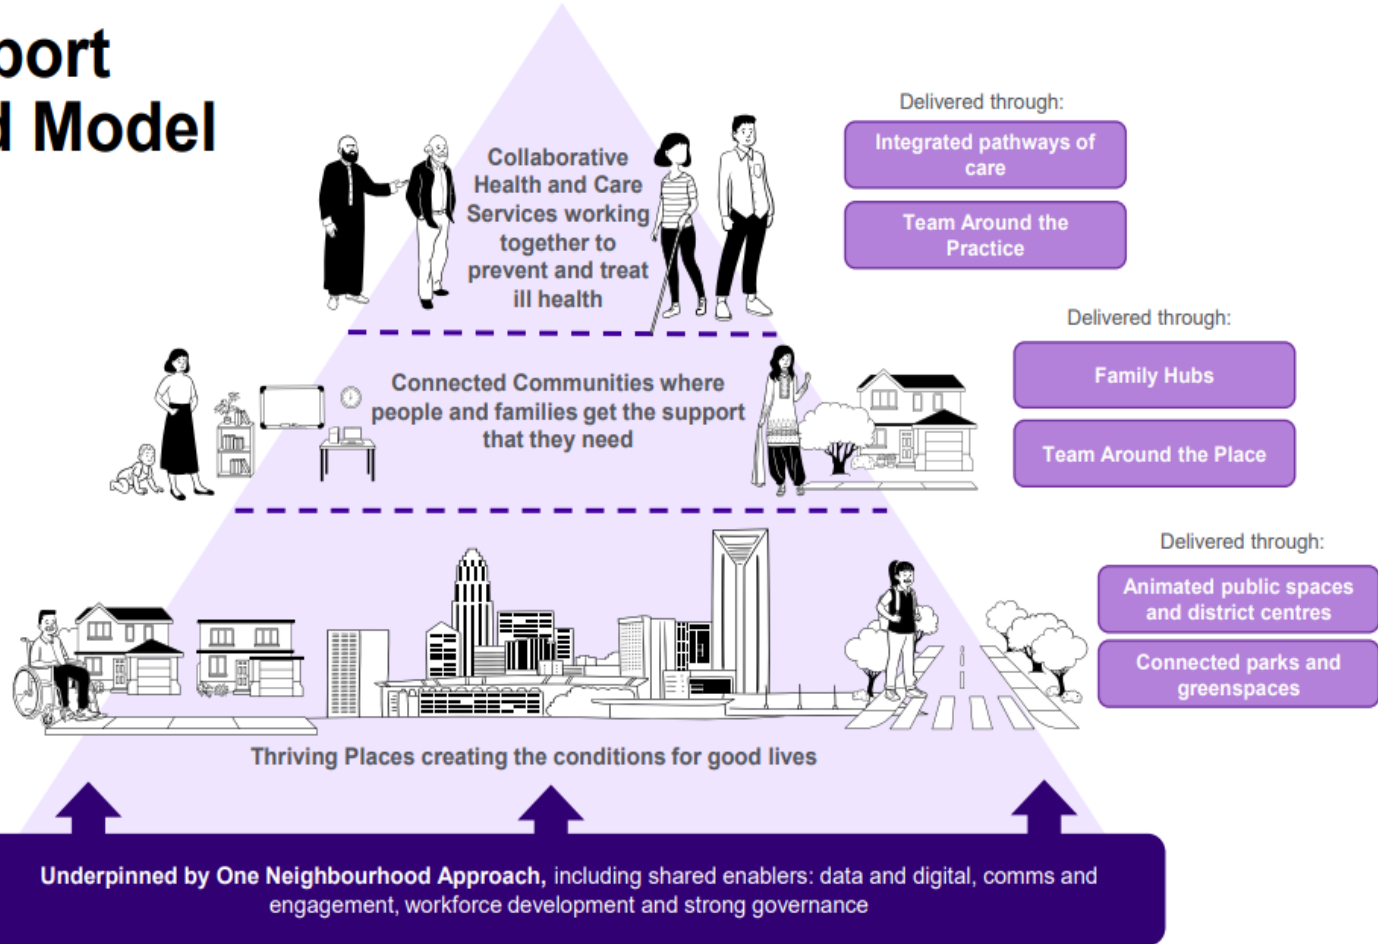 port
d Model
Delivered through:
Integrated pathways of
care
Team Around the
Practice
Collaborative
Health and Care
Services working
together to
prevent and treat
ill health
Delivered through:
Family Hubs
Team Around the Place
Connected Communities where
people and families get the support
that they need
Delivered through:
Animated public spaces
and district centres
Connected parks and
greenspaces
Thriving Places creating the conditions for good lives
Underpinned by One Neighbourhood Approach, including shared enablers: data and digital, comms and
engagement, workforce development and strong governance